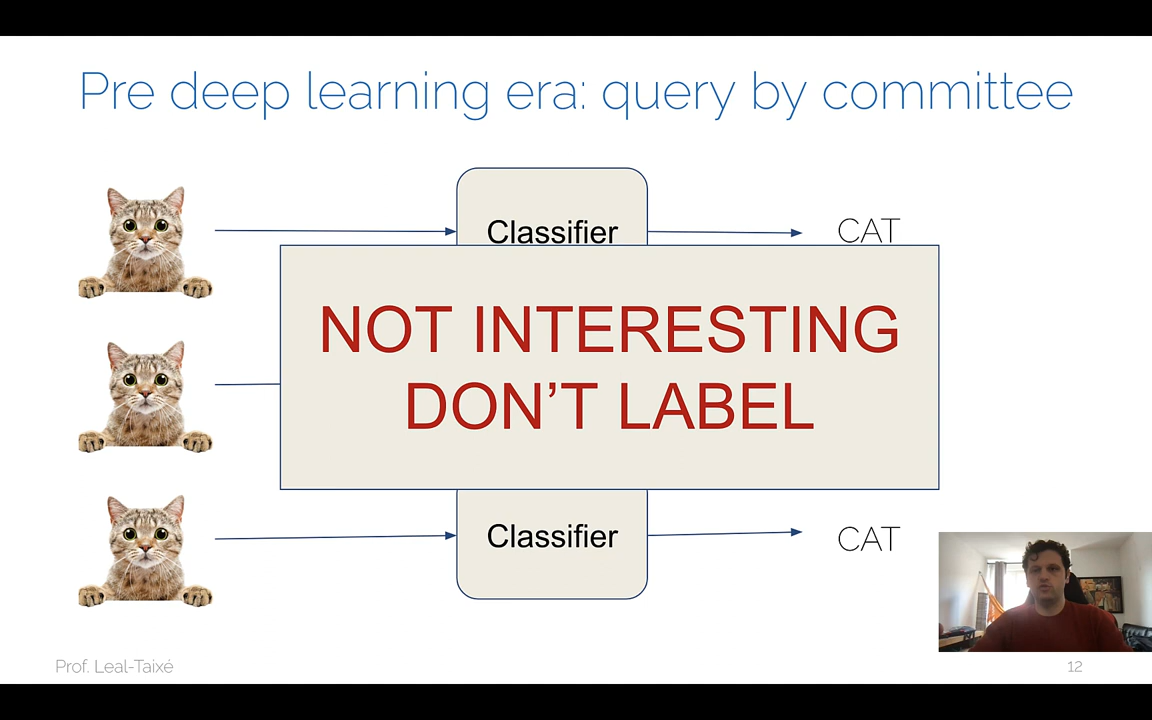 Pre deep learning era: query by committee
Classifier
CAT
NOT INTERESTING
DON’T LABEL
Classifier
CAT
Prof. Leal-Taixé
12